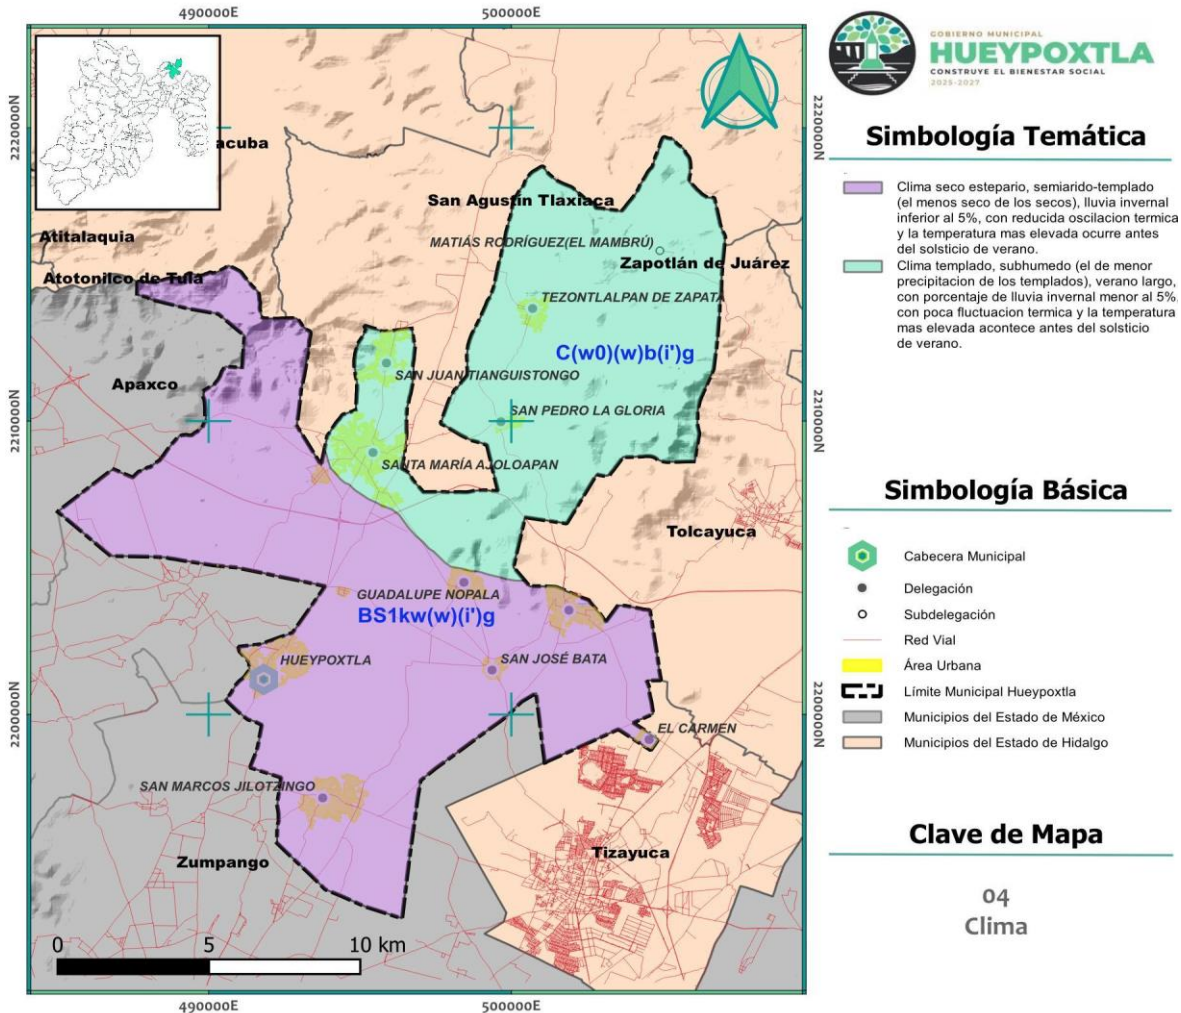 490000E
500000E
2220000N
2210000N
2200000N
2220000N
2210000N
2200000N
acuba
San Agustín Tlaxiaca
MATIÁS RODRÍGUEZ(EL MAMBRÚ)
Atitalaquia
Zapotlán de Juárez
Atotonilco de Tula
TEZONTLALPAN DE ZAPATA
C(w0)(w)b(i')g
SAN JUAN TIANGUISTONGO
Apaxco
SAN PEDRO LA GLORIA
SANTA MARÍA AJOLOAPAN
Tolcayuca
GUADALUPE NOPALA
BS1kw(w)(i')g
HUEYPOXTLA
SAN JOSÉ BATA
EL CARMEN
SAN MARCOS JILOTZINGO
Zumpango
Tizayuca
0 5 10 km
490000E
500000E
GOBIERNO MUNICIPAL
HUEYPOXTLA
CONSTRUYE EL BIENESTAR SOCIAL
2025-2027
Simbología Temática
Clima seco estepario, semiarido-templado
(el menos seco de los secos), lluvia invernal
inferior al 5%, con reducida oscilacion termica
y la temperatura mas elevada ocurre antes
del solsticio de verano.
Clima templado, subhumedo (el de menor
precipitacion de los templados), verano largo,
con porcentaje de lluvia invernal menor al 5%,
con poca fluctuacion termica y la temperatura
mas elevada acontece antes del solsticio
de verano.
Simbología Básica
Cabecera Municipal
Delegación
Subdelegación
Red Vial
Área Urbana
Límite Municipal Hueypoxtla
Municipios del Estado de México
Municipios del Estado de Hidalgo
Clave de Mapa
04
Clima